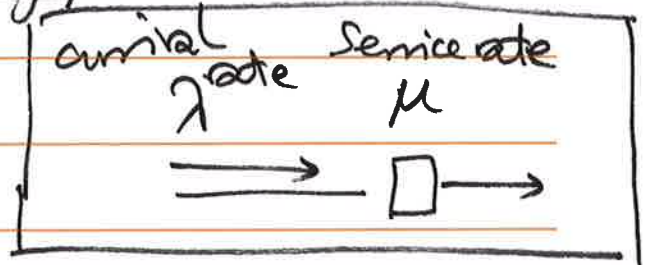 arrival Service rate
rate
λ μ